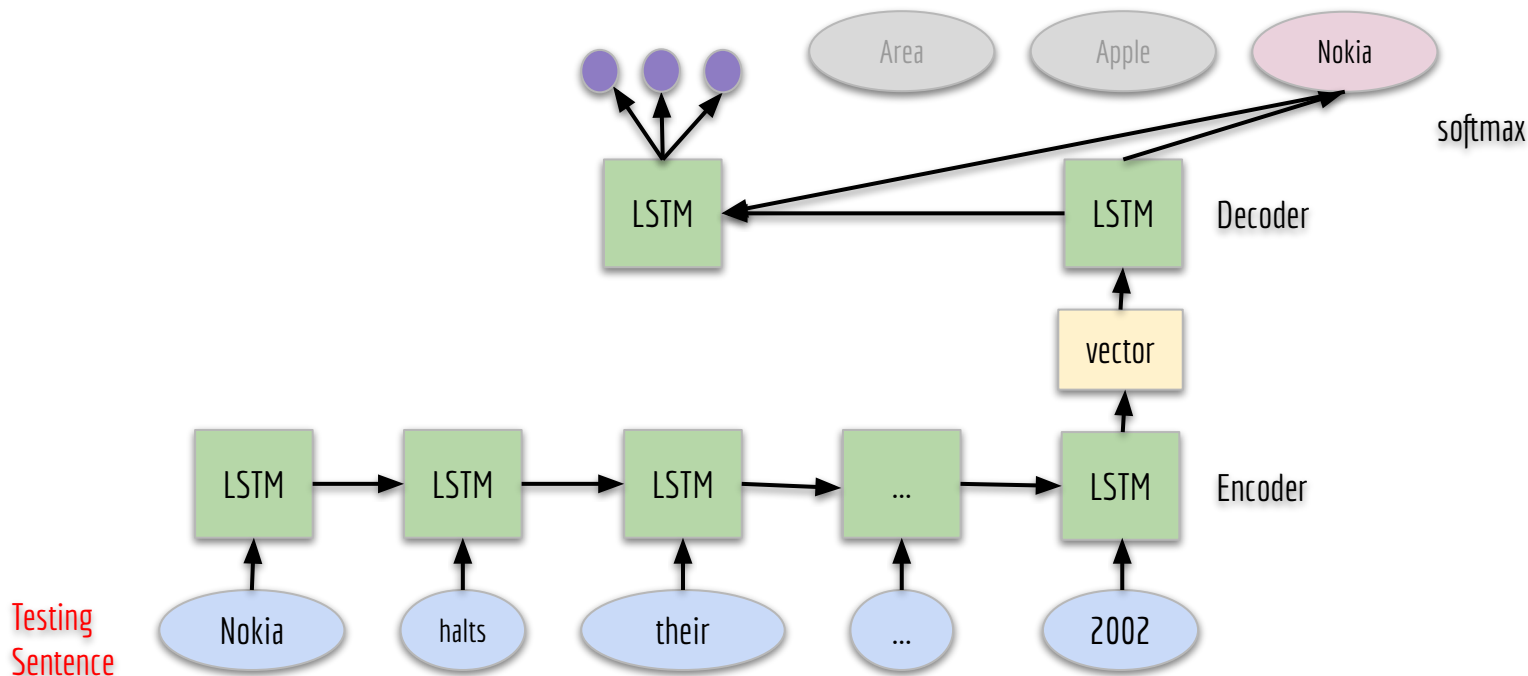 Area
Apple
Nokia
softmax
LSTM
LSTM
Decoder
vector
LSTM
LSTM
LSTM
...
LSTM
Encoder
Testing
Sentence
Nokia
halts
their
...
2002